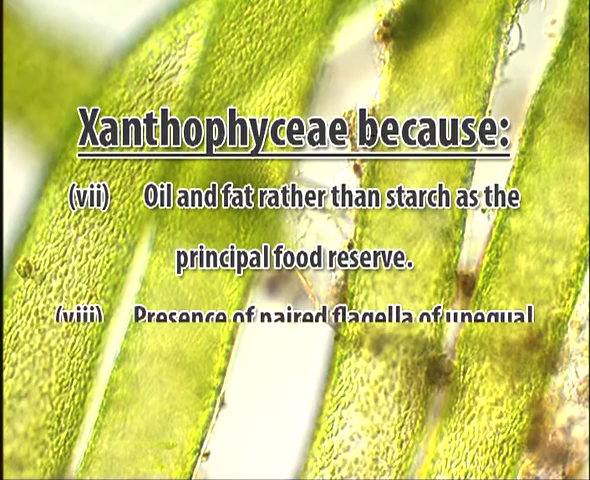 Xanthophyceae because:
(vii) Oil and fat rather than starch as the
principal food reserve.
(viii) Presence of paired flagella of unequal